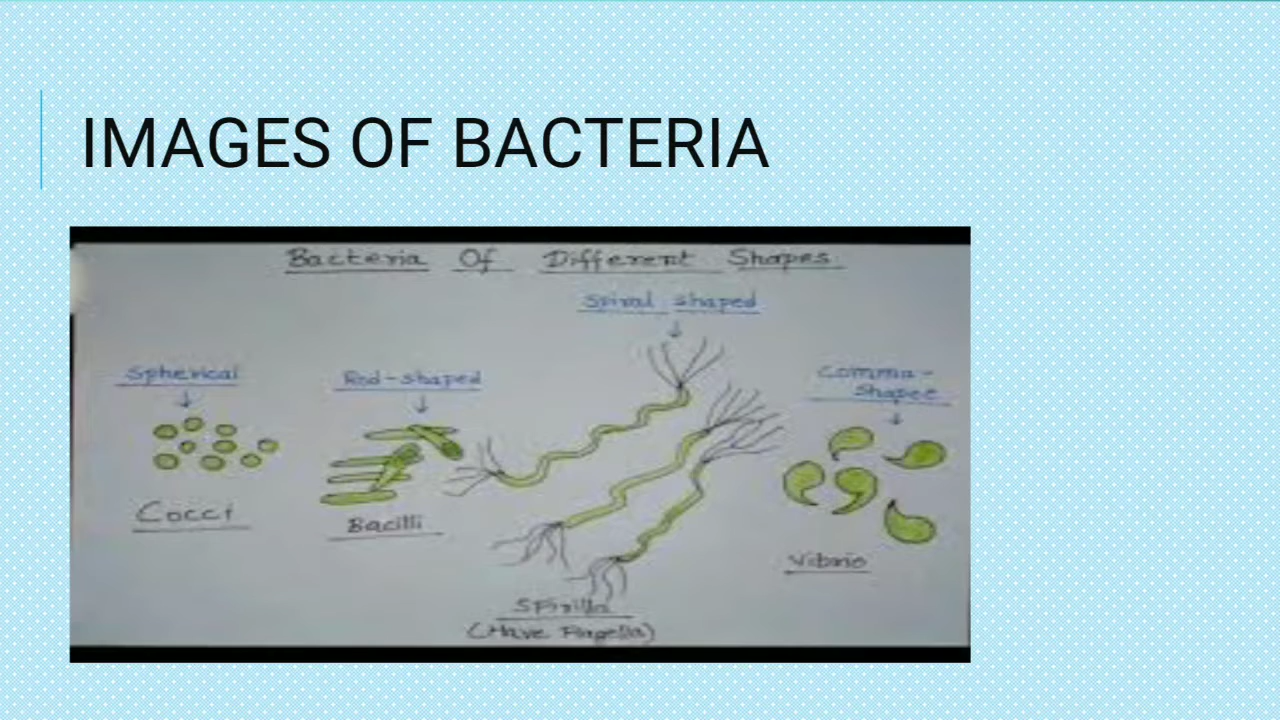 IMAGES OF BACTERIA
Bacteria Of Different Shapes
Spiral shaped
Spherical
Rod-shaped
Comma-
Shaped
Cocci
Bacilli
Vibrio
Spirilla
(Have Flagella)